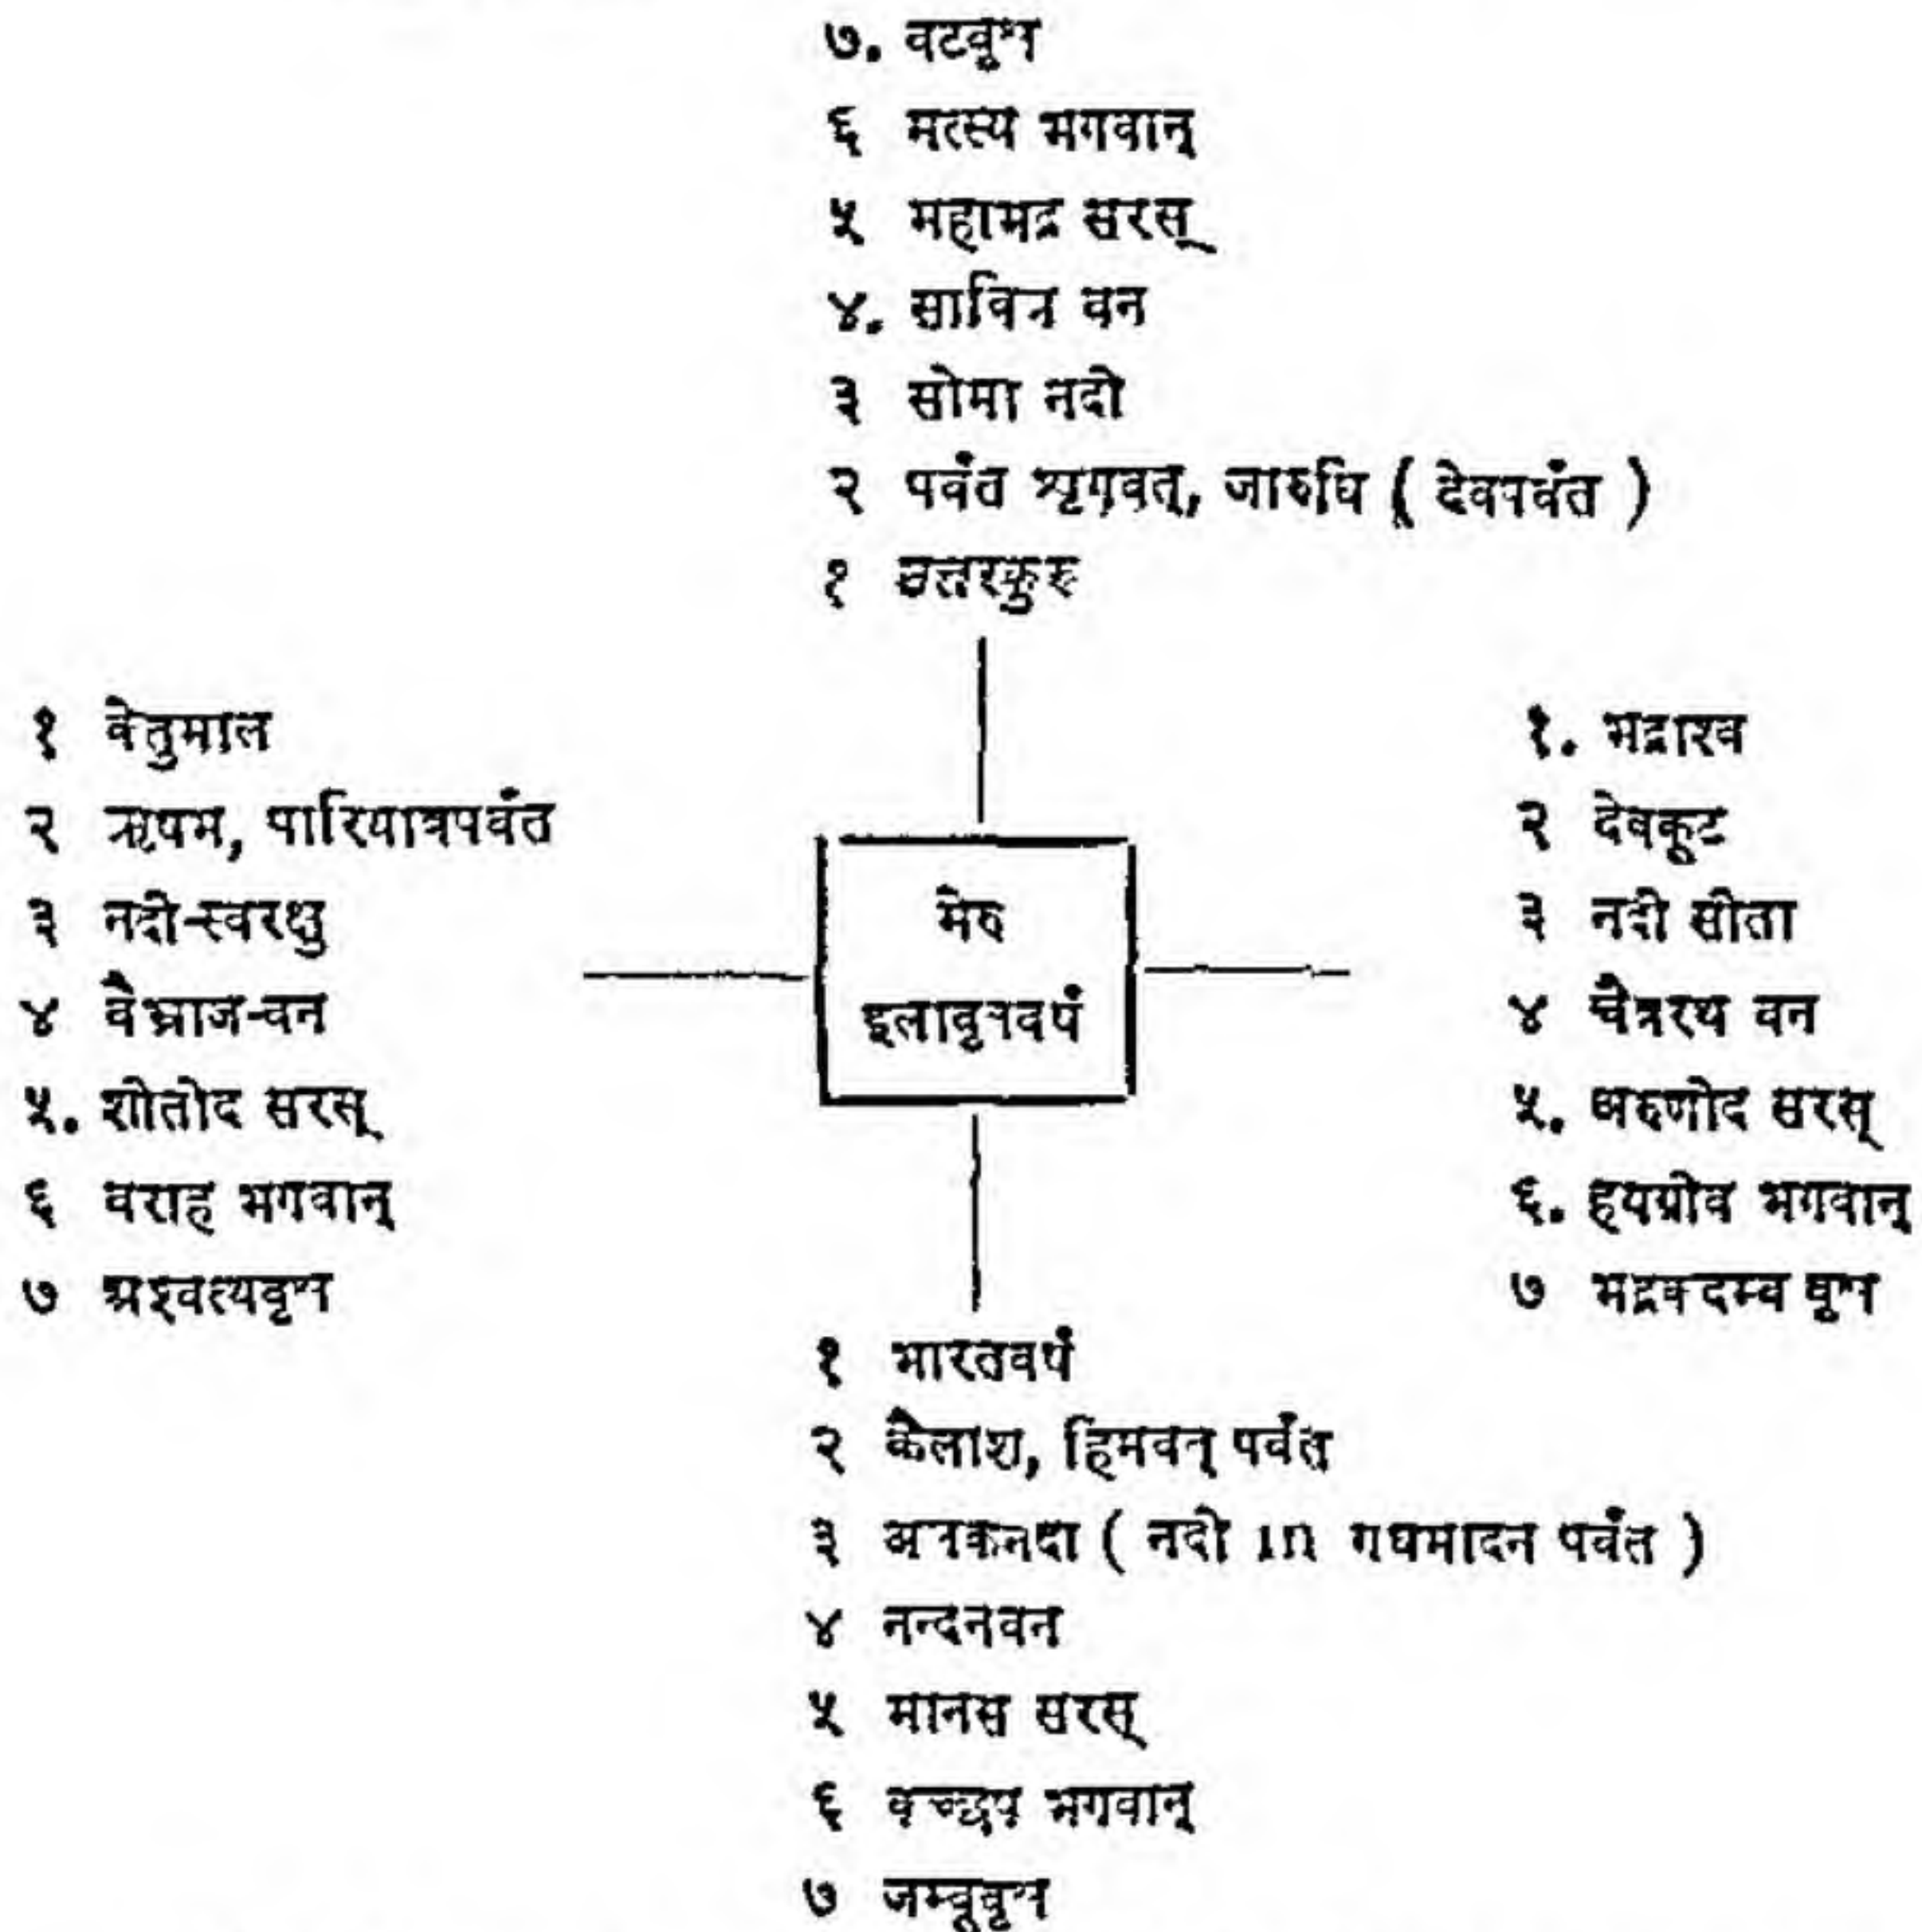 ७. वटवृक्ष
६ मत्स्य भगवान्
५ महाभद्र सरस्
४. सावित्र वन
३ सोमा नदी
२ पर्वत शृगवत्, जारुधि ( देवपर्वत )
१ उत्तरकुरु
१ केतुमाल
२ ऋषभ, पारियात्रपर्वत
३ नदी-स्वरक्षु
४ वैभ्राज-वन
५. शीतोद सरस्
६ वराह भगवान्
७ अश्वत्थवृक्ष
मेरु
इलावृतवर्ष
१. भद्राश्व
२ देवकूट
३ नदी सीता
४ चैत्ररथ वन
५. अरुणोद सरस्
६. हयग्रीव भगवान्
७ भद्रकदम्ब वृक्ष
१ भारतवर्ष
२ कैलाश, हिमवन् पर्वत
३ अलकनदा ( नदी in गधमादन पर्वत )
४ नन्दनवन
५ मानस सरस्
६ कच्छप भगवान्
७ जम्बूवृक्ष